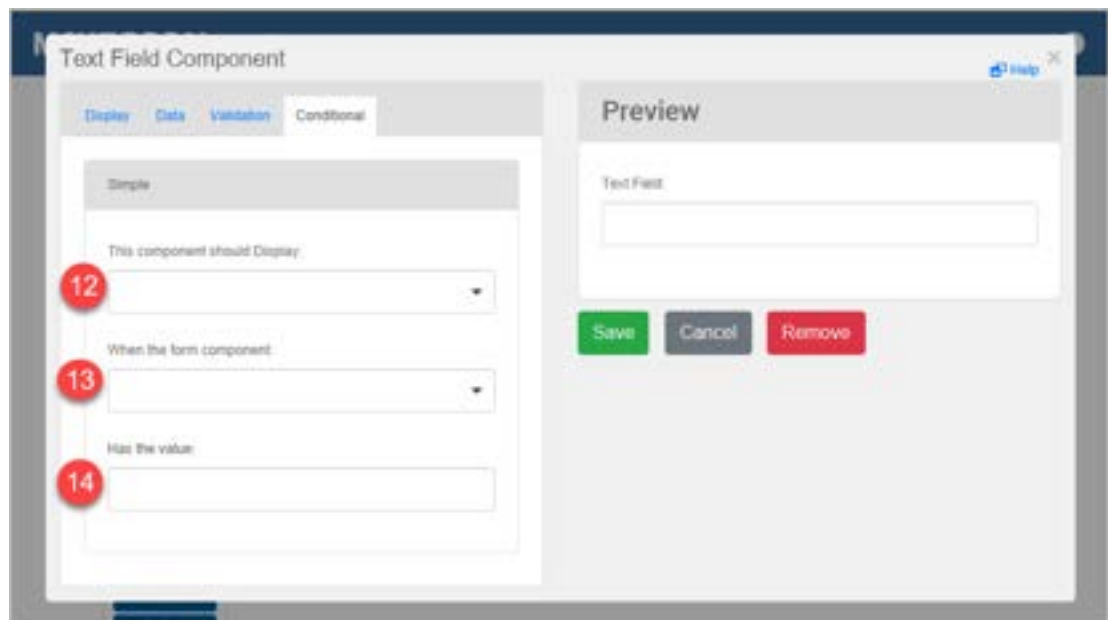 Text Field Component
Help
×
Display Data Validation Conditional
Simple
This component should Display:
12
When the form component:
13
Has the value:
14
Preview
Text Field
Save Cancel Remove